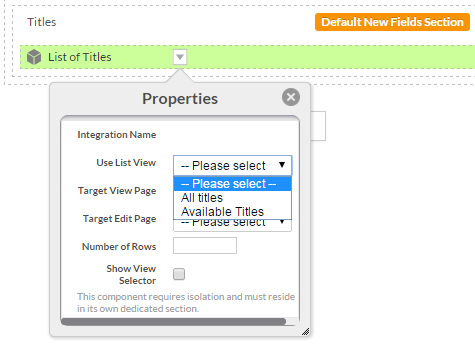 Titles
Default New Fields Section
List of Titles
Properties
Integration Name
Use List View
-- Please select
-- Please select --
Target View Page
All titles
Available Titles
Target Edit Page
-- Please select
Number of Rows
Show View
Selector
This component requires isolation and must reside
in its own dedicated section.